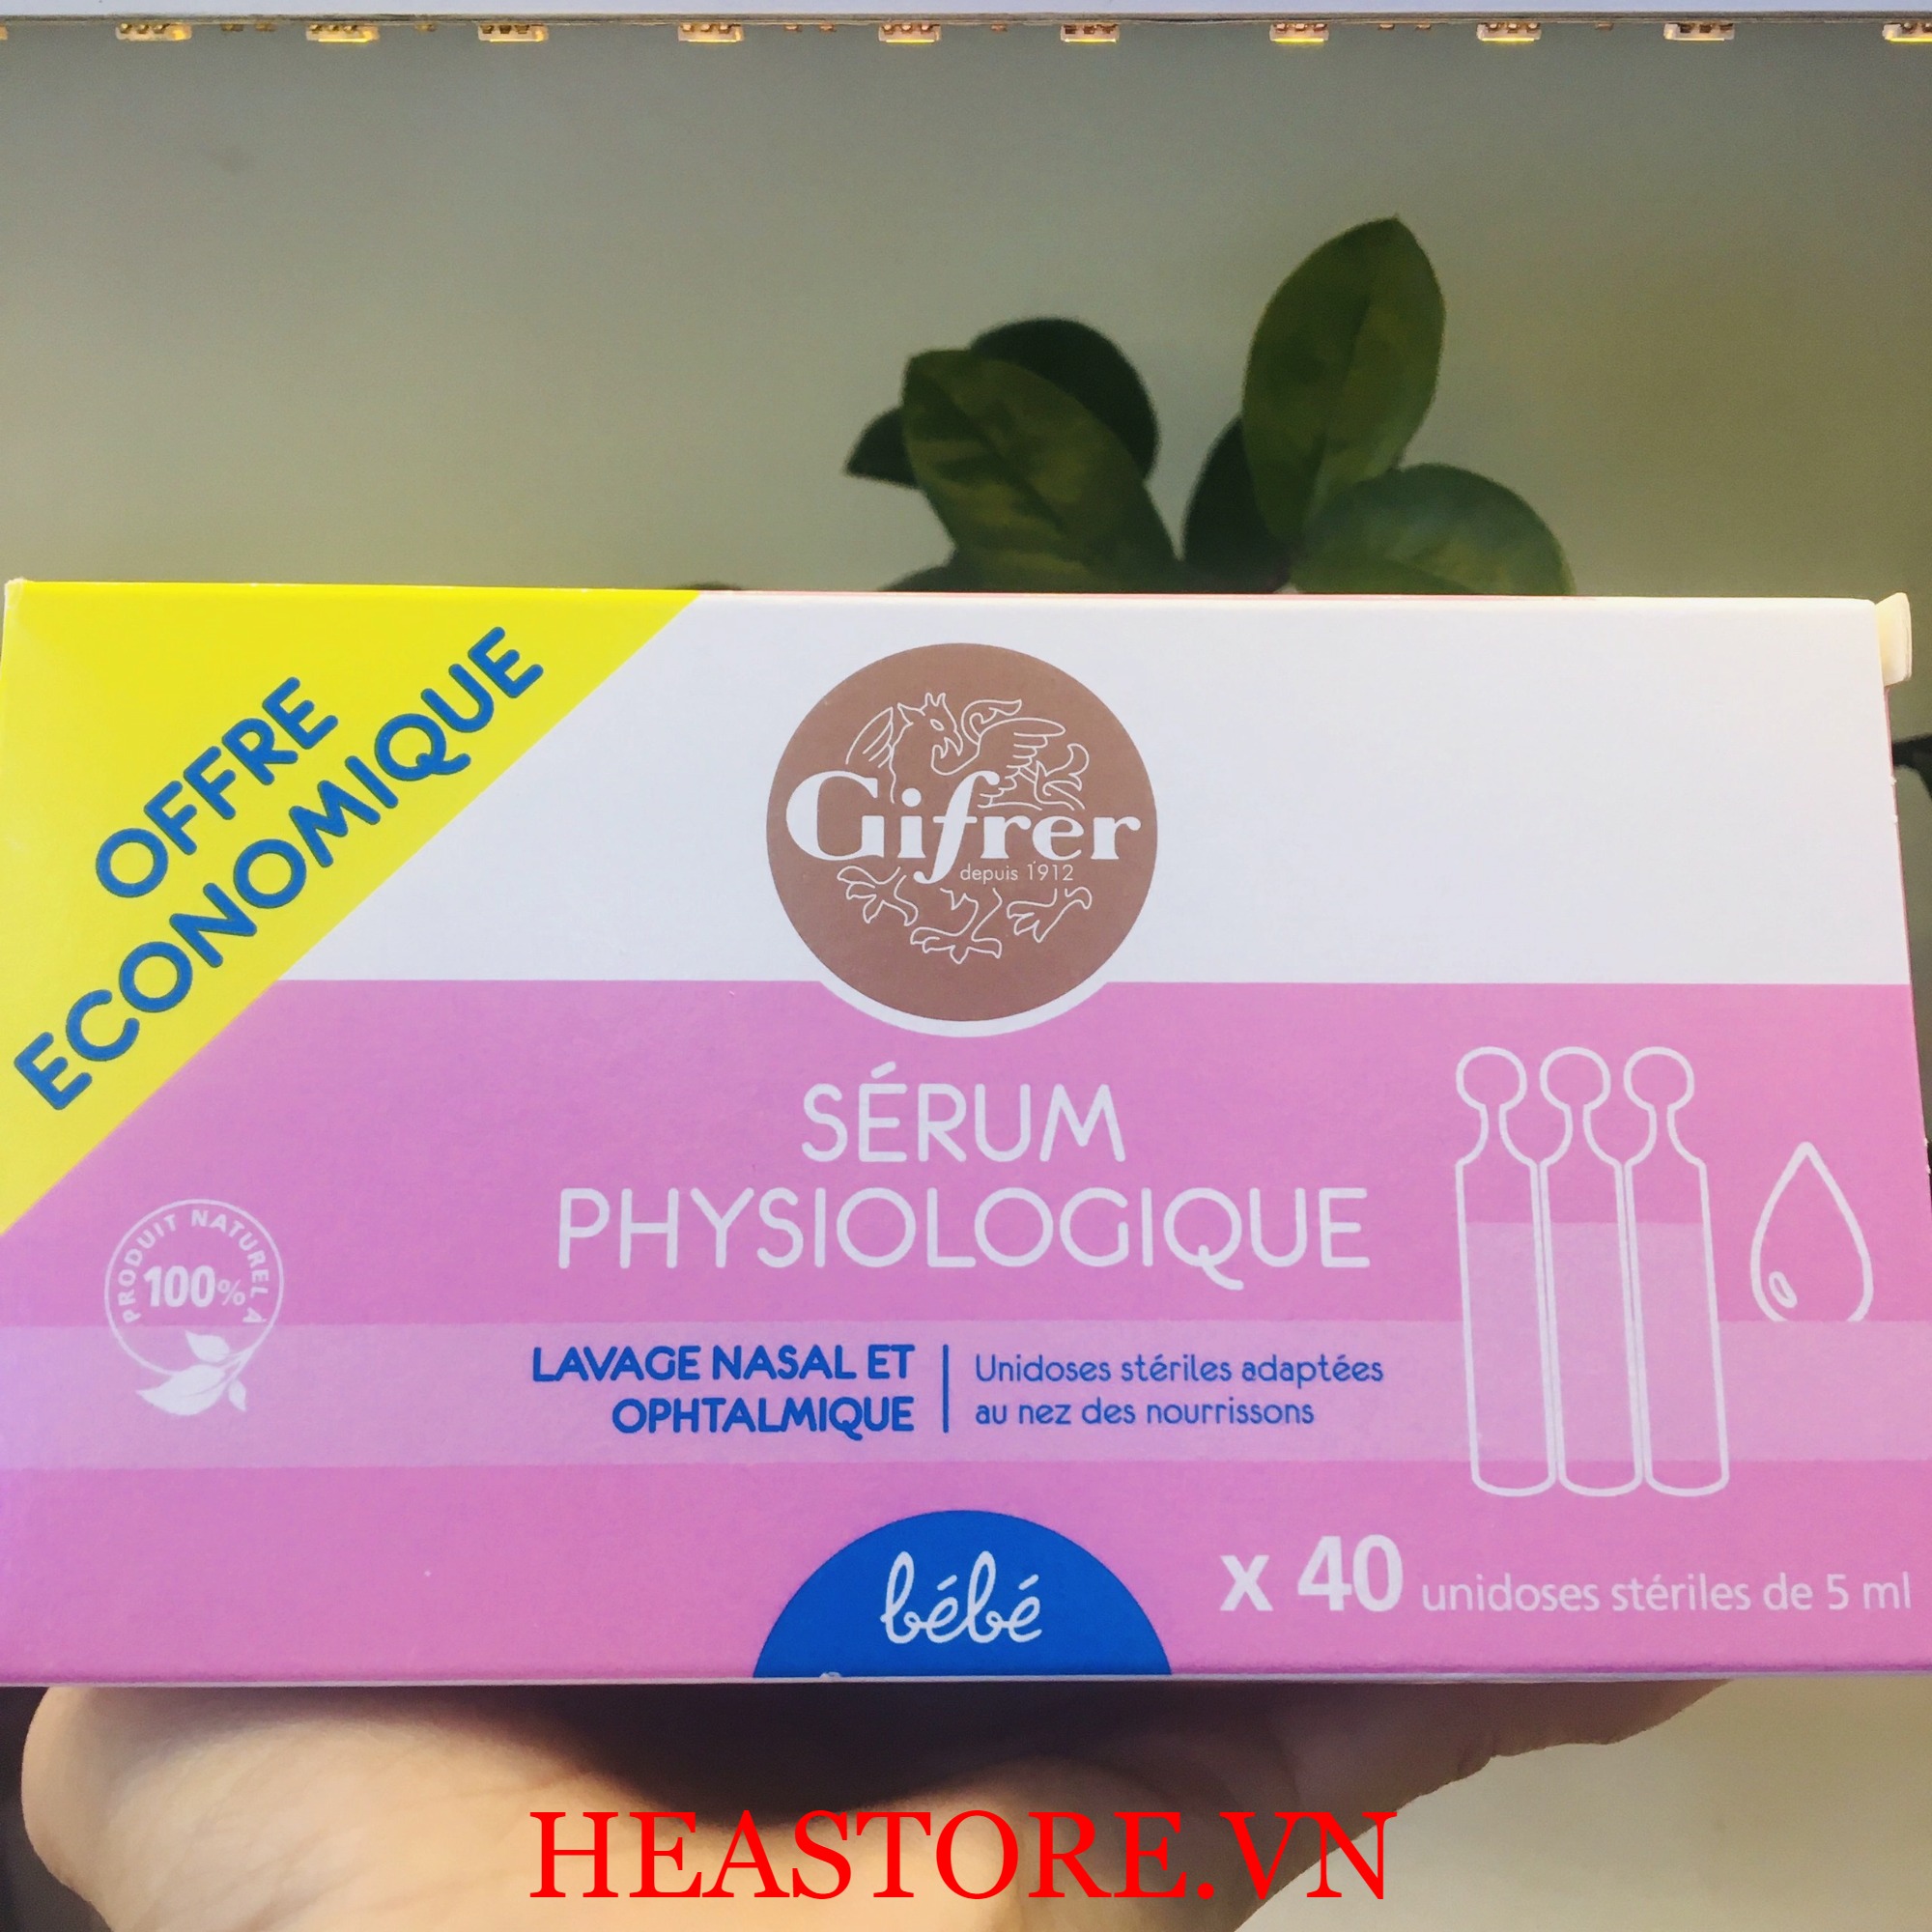 OFFRE
ECONOMIQUE
Gifrer
depuis 1912
SÉRUM
PHYSIOLOGIQUE
PRODUIT NATUREL À
100%
LAVAGE NASAL ET
OPHTALMIQUE
Unidoses stériles adaptées
au nez des nourrissons
bébé
x 40 unidoses stériles de 5 ml
HEASTORE.VN